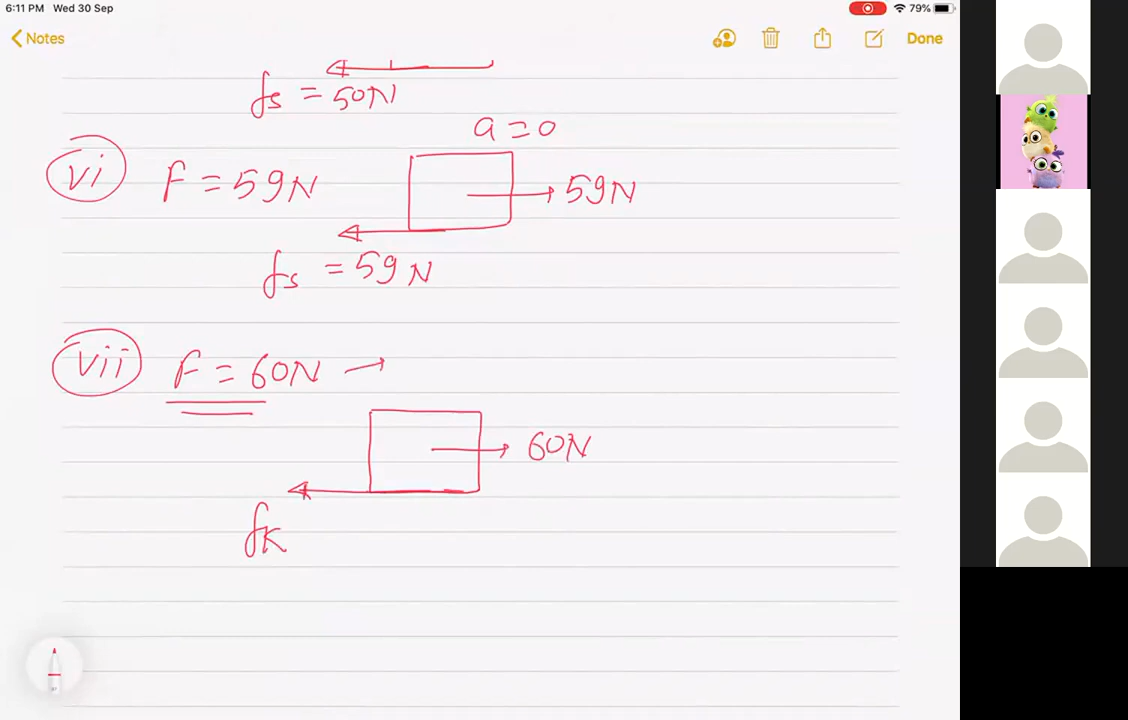 6:11 PM Wed 30 Sep 79%
Notes Done
fs = 50N
a = 0
vi F = 59N 59N
fs = 59N
vii F = 60N →
60N
fK